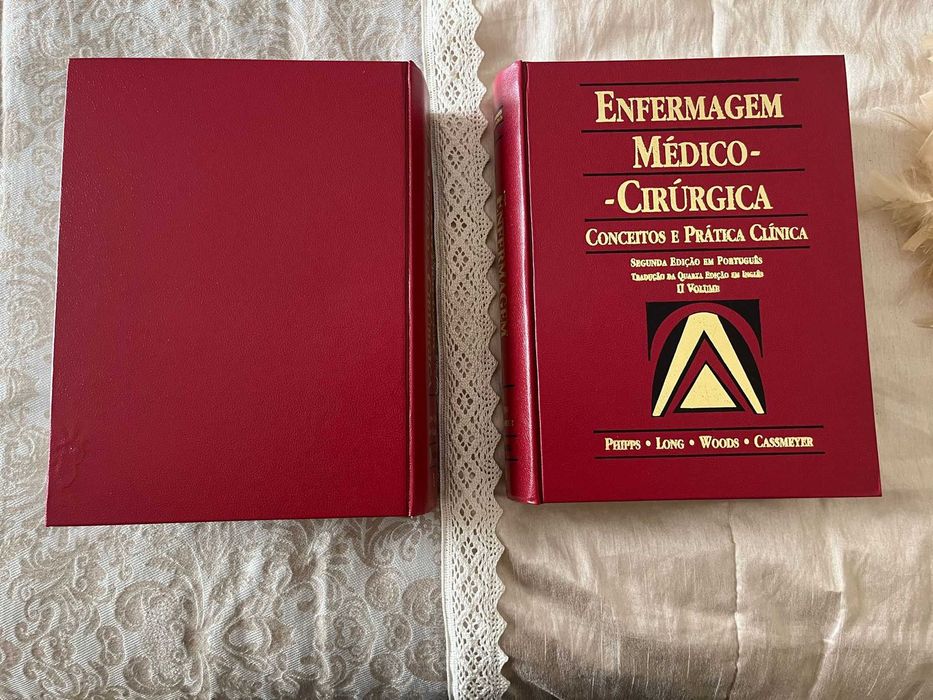 ENFERMAGEM
MÉDICO-
-CIRÚRGICA
CONCEITOS E PRÁTICA CLÍNICA
SEGUNDA EDIÇÃO EM PORTUGUÊS
TRADUÇÃO DA QUARTA EDIÇÃO EM INGLÊS
II VOLUME
PHIPPS • LONG • WOODS • CASSMEYER